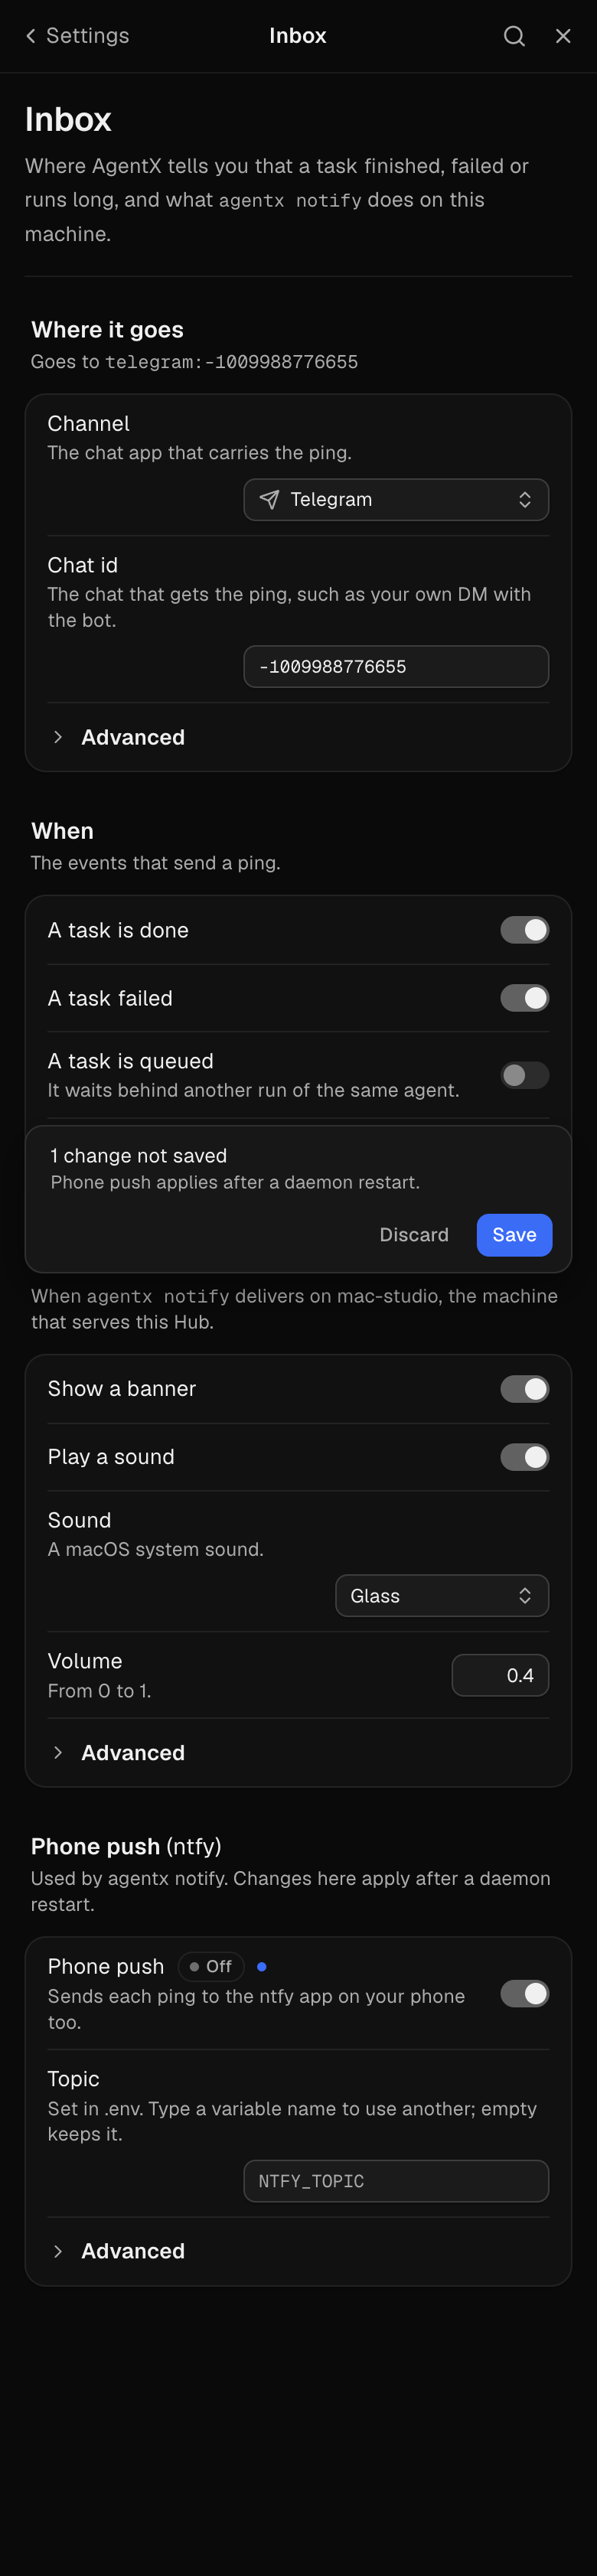 Settings
Inbox
Inbox
Where AgentX tells you that a task finished, failed or
runs long, and what agentx notify does on this
machine.
Where it goes
Goes to telegram:-1009988776655
Channel
The chat app that carries the ping.
Telegram
Chat id
The chat that gets the ping, such as your own DM with
the bot.
-1009988776655
Advanced
When
The events that send a ping.
A task is done
A task failed
A task is queued
It waits behind another run of the same agent.
1 change not saved
Phone push applies after a daemon restart.
Discard
Save
When agentx notify delivers on mac-studio, the machine
that serves this Hub.
Show a banner
Play a sound
Sound
A macOS system sound.
Glass
Volume
From 0 to 1.
0.4
Advanced
Phone push (ntfy)
Used by agentx notify. Changes here apply after a daemon
restart.
Phone push
Off
Sends each ping to the ntfy app on your phone
too.
Topic
Set in .env. Type a variable name to use another; empty
keeps it.
NTFY_TOPIC
Advanced